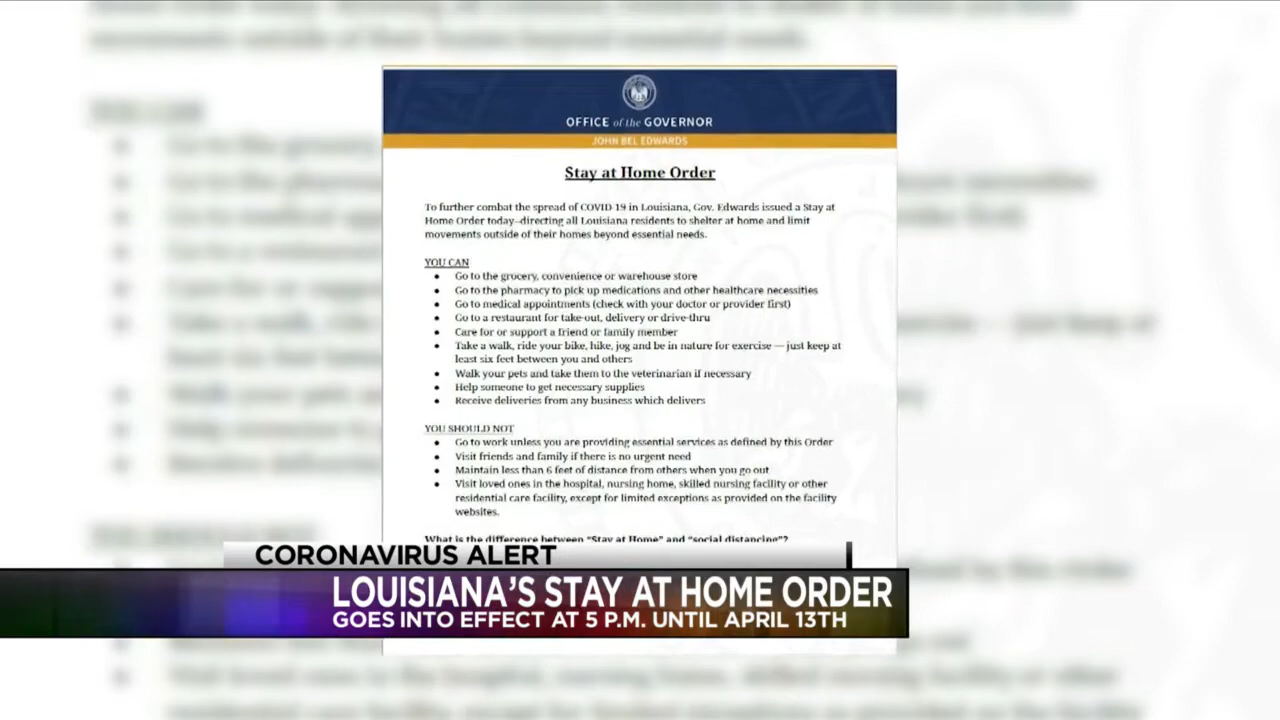 OFFICE of the GOVERNOR
JOHN BEL EDWARDS
Stay at Home Order
To further combat the spread of COVID-19 in Louisiana, Gov. Edwards issued a Stay at
Home Order today–directing all Louisiana residents to shelter at home and limit
movements outside of their homes beyond essential needs.
YOU CAN
● Go to the grocery, convenience or warehouse store
● Go to the pharmacy to pick up medications and other healthcare necessities
● Go to medical appointments (check with your doctor or provider first)
● Go to a restaurant for take-out, delivery or drive-thru
● Care for or support a friend or family member
● Take a walk, ride your bike, hike, jog and be in nature for exercise — just keep at
least six feet between you and others
● Walk your pets and take them to the veterinarian if necessary
● Help someone to get necessary supplies
● Receive deliveries from any business which delivers
YOU SHOULD NOT
● Go to work unless you are providing essential services as defined by this Order
● Visit friends and family if there is no urgent need
● Maintain less than 6 feet of distance from others when you go out
● Visit loved ones in the hospital, nursing home, skilled nursing facility or other
residential care facility, except for limited exceptions as provided on the facility
websites.
What is the difference between "Stay at Home" and "social distancing"?
CORONAVIRUS ALERT
LOUISIANA'S STAY AT HOME ORDER
GOES INTO EFFECT AT 5 P.M. UNTIL APRIL 13TH